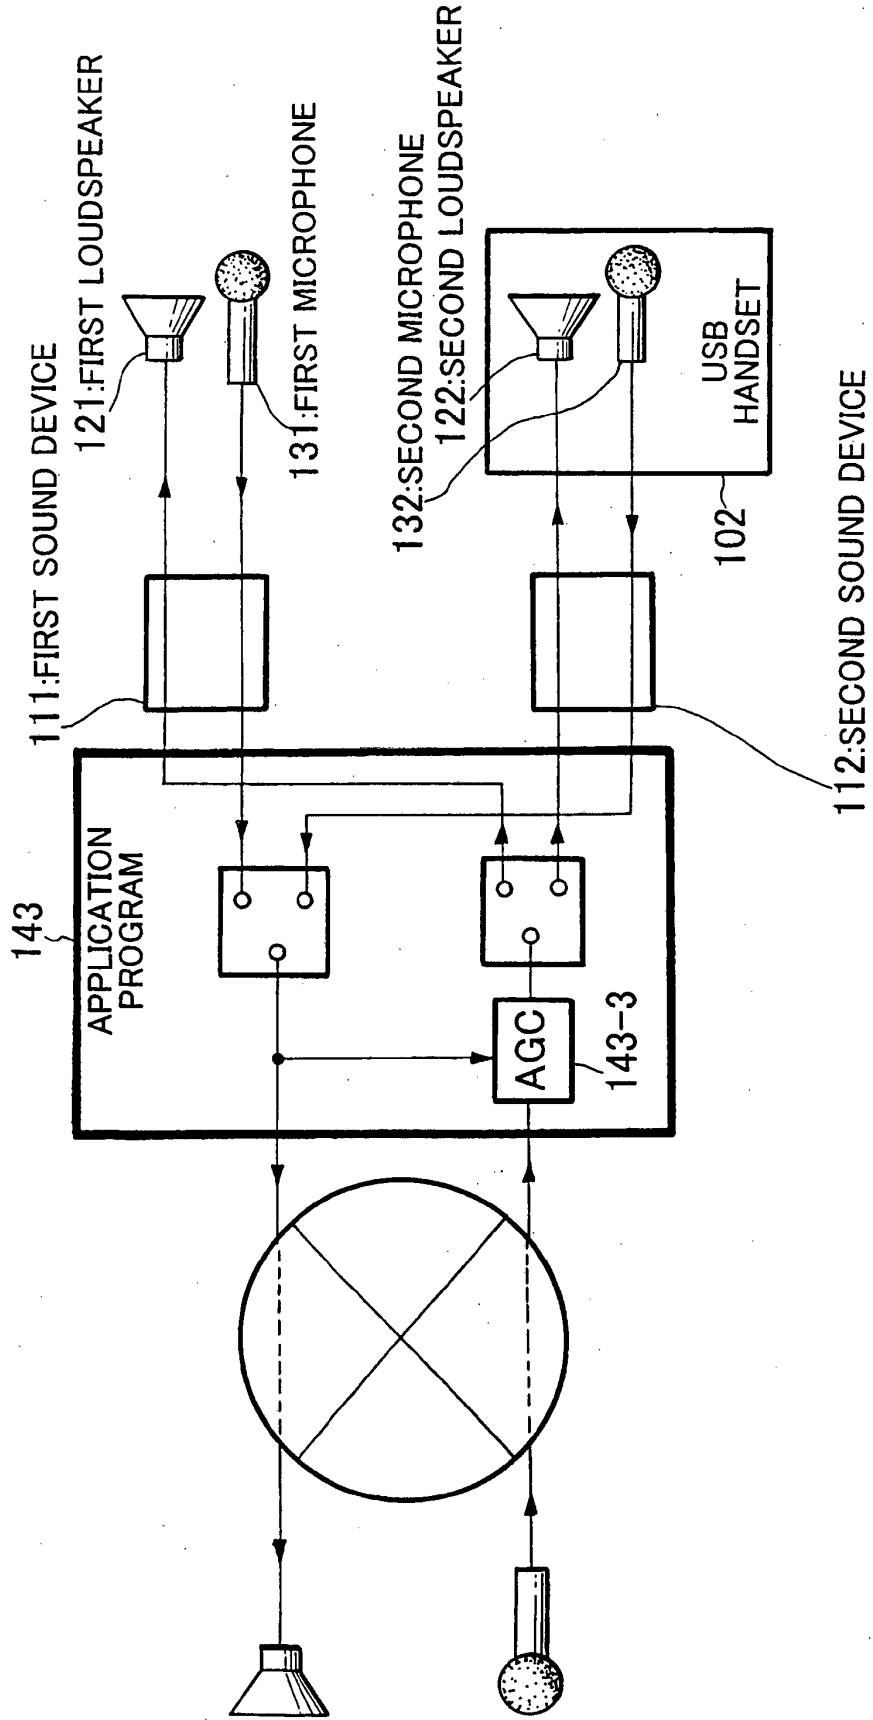 143
APPLICATION
PROGRAM
111:FIRST SOUND DEVICE
121:FIRST LOUDSPEAKER
131:FIRST MICROPHONE
132:SECOND MICROPHONE
122:SECOND LOUDSPEAKER
USB
HANDSET
102
112:SECOND SOUND DEVICE
AGC
143-3